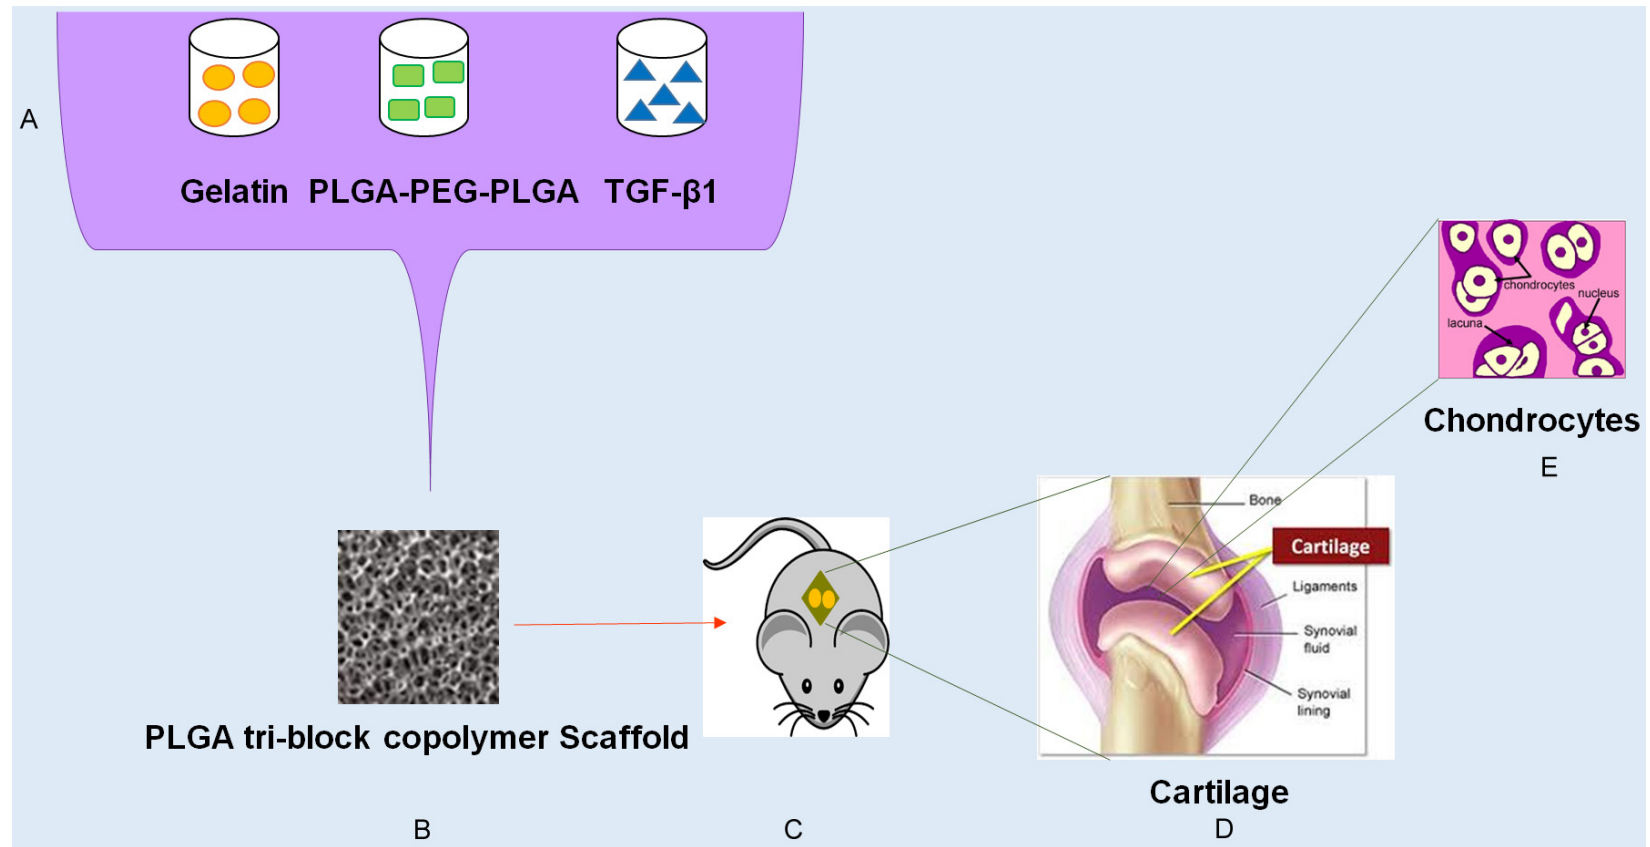 A
Gelatin PLGA-PEG-PLGA TGF-β1
chondrocytes
nucleus
lacuna
Chondrocytes
E
Bone
Cartilage
Ligaments
Synovial
fluid
Synovial
lining
PLGA tri-block copolymer Scaffold
Cartilage
B
C
D